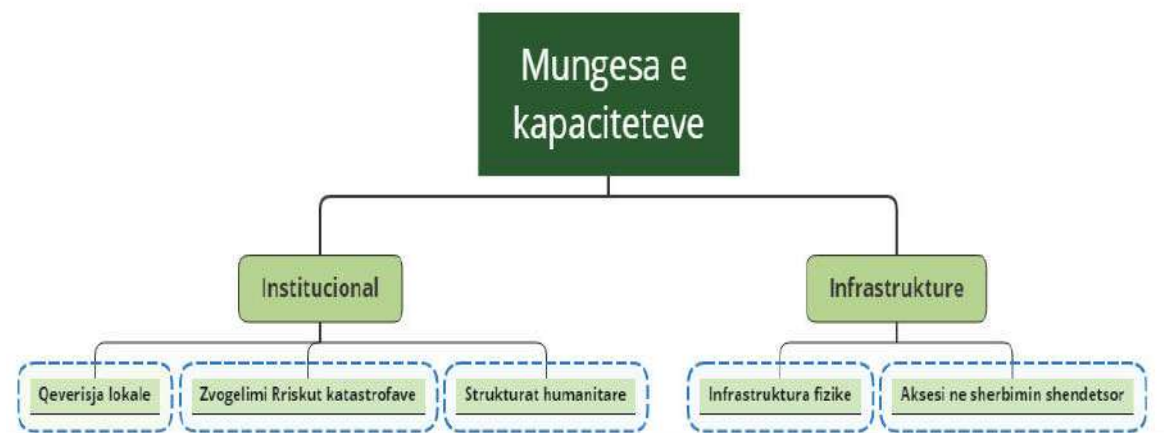 Mungesa e
kapaciteteve
Institucional
Infrastrukture
Qeverisja lokale
Zvogelimi Rriskut katastrofave
Strukturat humanitare
Infrastruktura fizike
Aksesi ne sherbimin shendetsor